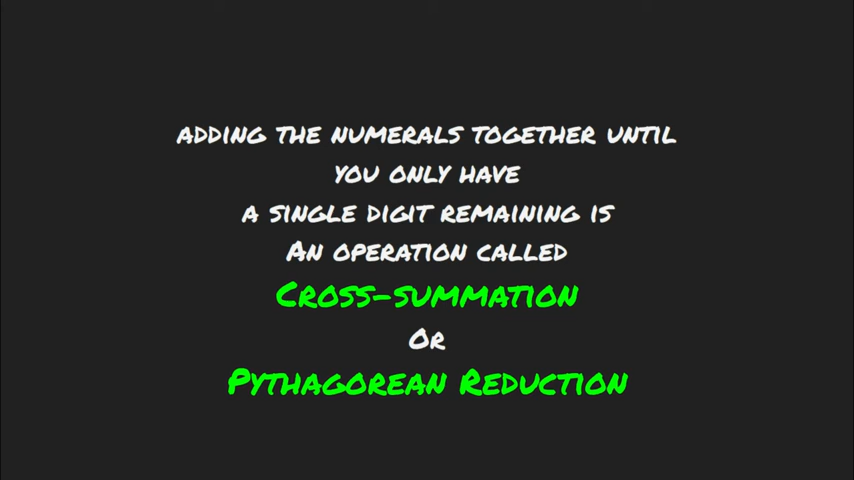 adding the numerals together until
you only have
a single digit remaining is
An operation called
Cross-summation
Or
Pythagorean Reduction